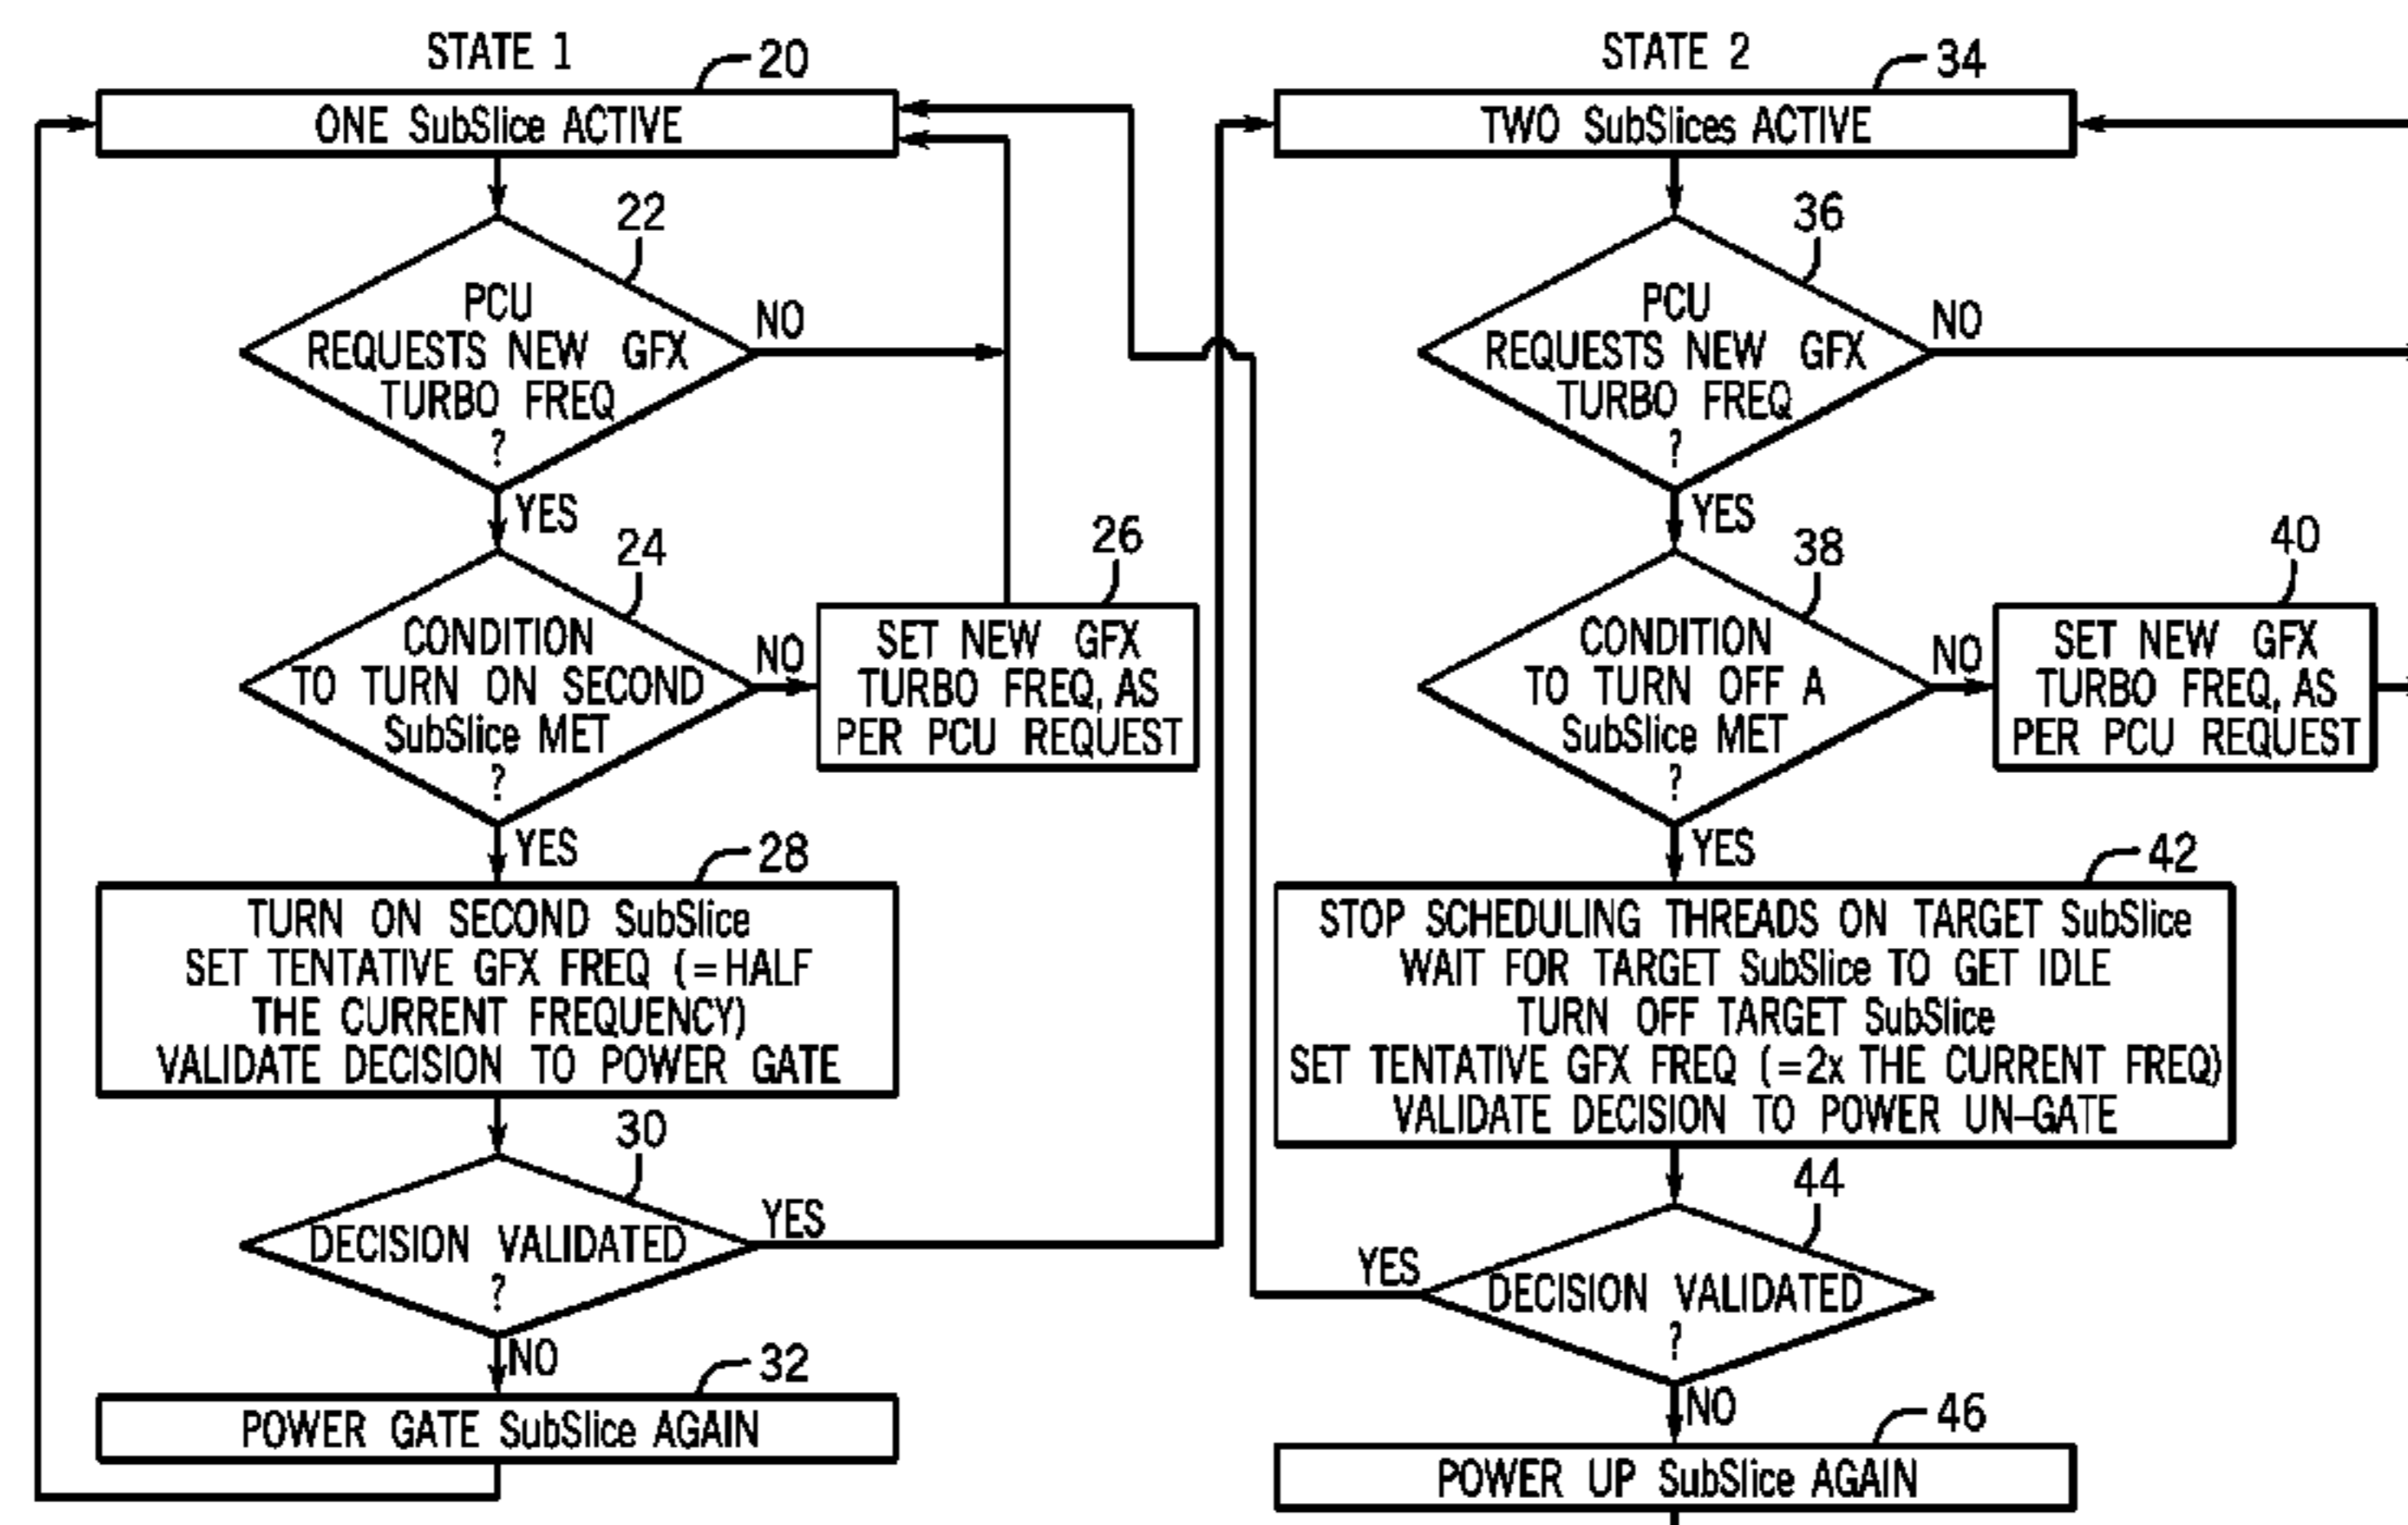 STATE 1
20
ONE SubSlice ACTIVE
22
PCU
REQUESTS NEW GFX
TURBO FREQ
?
NO
YES
24
CONDITION
TO TURN ON SECOND
SubSlice MET
?
NO
26
SET NEW GFX
TURBO FREQ, AS
PER PCU REQUEST
YES
28
TURN ON SECOND SubSlice
SET TENTATIVE GFX FREQ (=HALF
THE CURRENT FREQUENCY)
VALIDATE DECISION TO POWER GATE
30
DECISION VALIDATED
?
YES
NO
32
POWER GATE SubSlice AGAIN
STATE 2
34
TWO SubSlices ACTIVE
36
PCU
REQUESTS NEW GFX
TURBO FREQ
?
NO
YES
38
CONDITION
TO TURN OFF A
SubSlice MET
?
NO
40
SET NEW GFX
TURBO FREQ, AS
PER PCU REQUEST
YES
42
STOP SCHEDULING THREADS ON TARGET SubSlice
WAIT FOR TARGET SubSlice TO GET IDLE
TURN OFF TARGET SubSlice
SET TENTATIVE GFX FREQ (=2x THE CURRENT FREQ)
VALIDATE DECISION TO POWER UN-GATE
44
DECISION VALIDATED
?
YES
NO
46
POWER UP SubSlice AGAIN